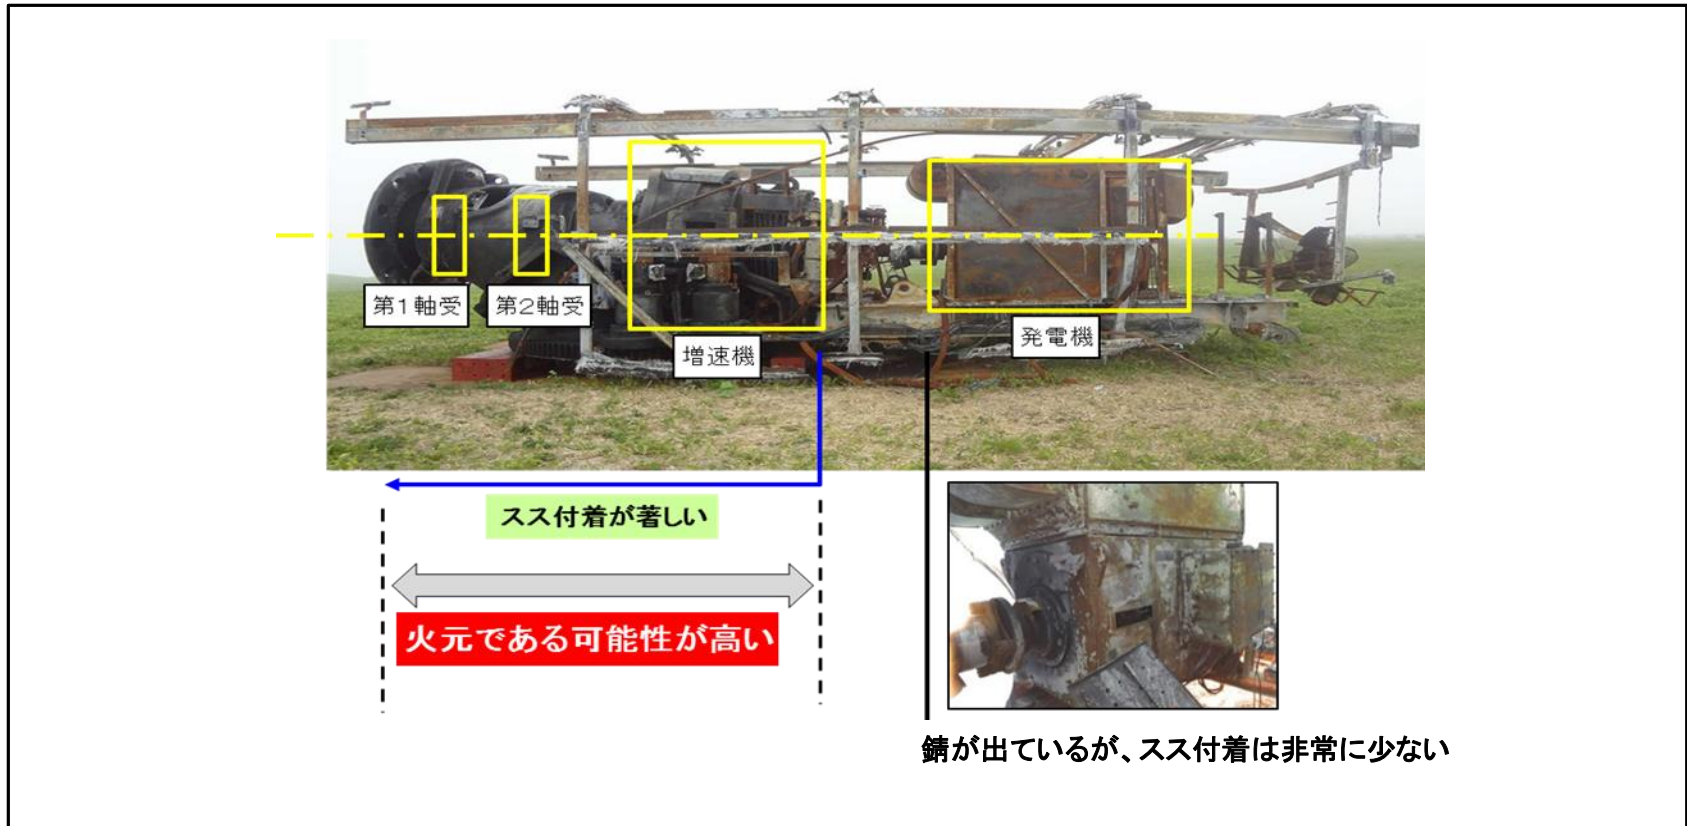 第1軸受
第2軸受
増速機
発電機
スス付着が著しい
火元である可能性が高い
錆が出ているが、スス付着は非常に少ない